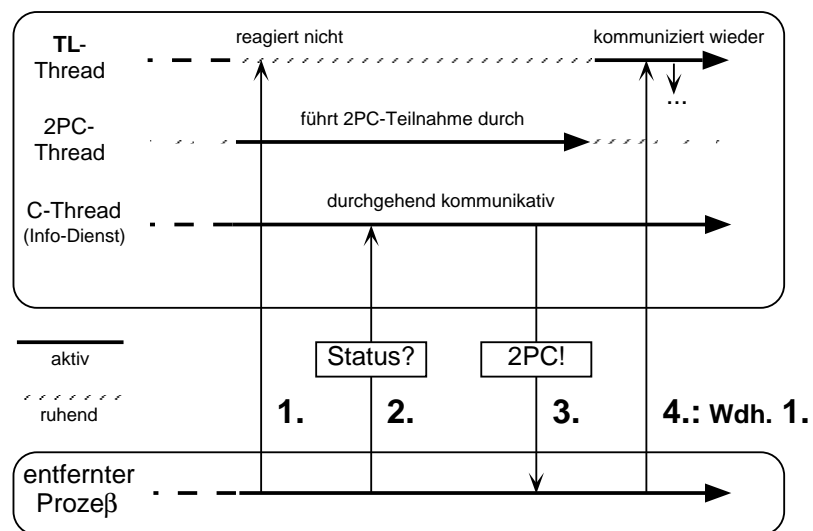 TL-
Thread
reagiert nicht
kommuniziert wieder
...
2PC-
Thread
führt 2PC-Teilnahme durch
C-Thread
(Info-Dienst)
durchgehend kommunikativ
aktiv
ruhend
Status?
2PC!
1.
2.
3.
4.: Wdh. 1.
entfernter
Prozeβ